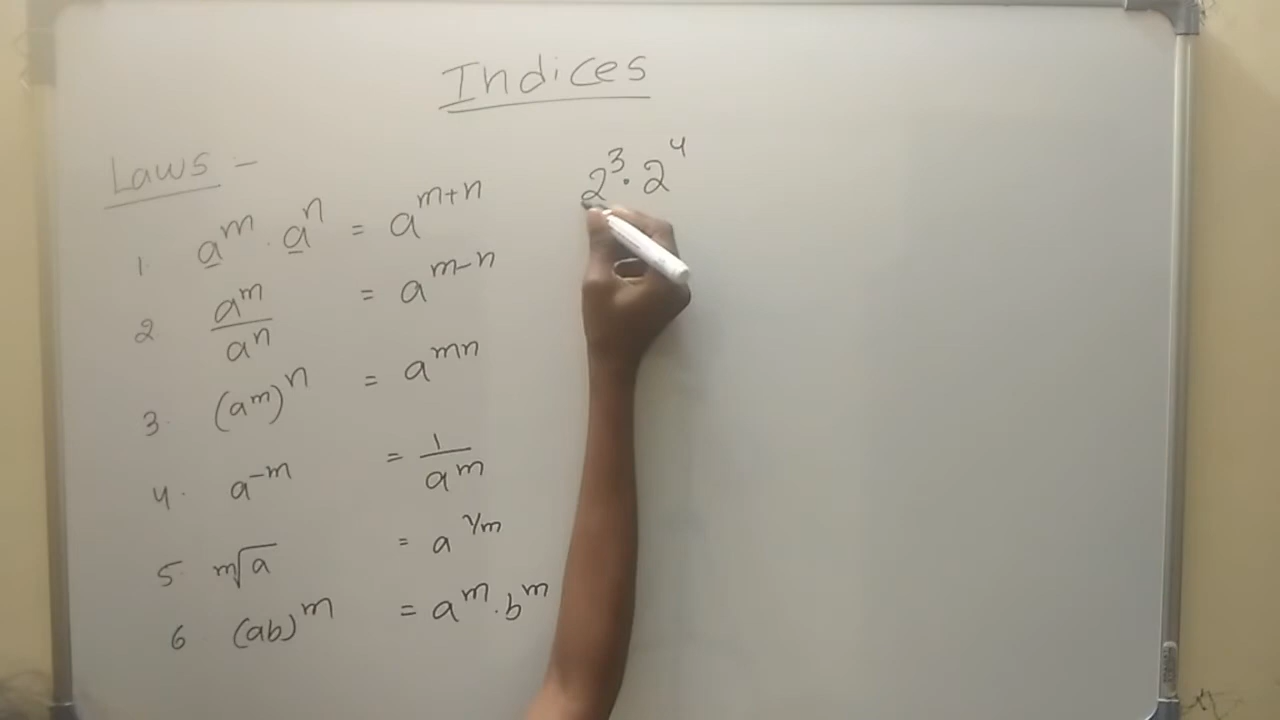 Indices
Laws :-
1. a^m . a^n = a^{m+n}
2 a^m/a^n = a^{m-n}
3. (a^m)^n = a^{mn}
4. a^{-m} = 1/a^m
5. ᵐ√a = a^{1/m}
6. (ab)^m = a^m . b^m
2^3 . 2^4